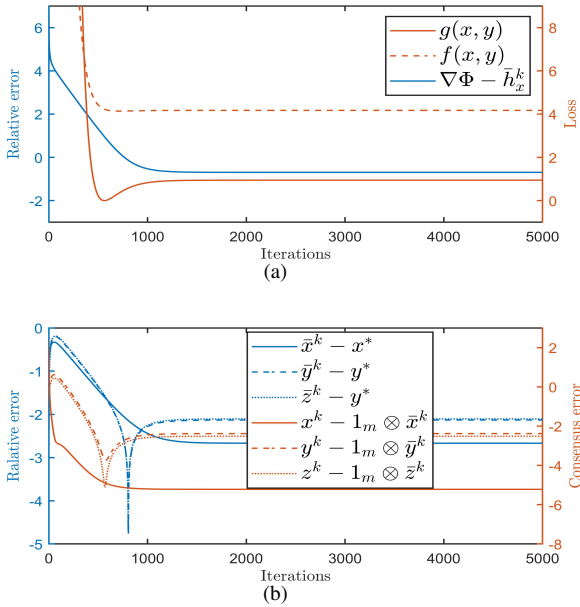 6
4
2
0
-2
8
6
4
2
0
Relative error
Loss
g(x, y)
f(x, y)
∇Φ − h̄ₓᵏ
0 1000 2000 3000 4000 5000
Iterations
(a)
0
-1
-2
-3
-4
-5
2
0
-2
-4
-6
-8
Ralative error
Consensus error
x̄ᵏ − x*
ȳᵏ − y*
z̄ᵏ − y*
xᵏ − 1ₘ ⊗ x̄ᵏ
yᵏ − 1ₘ ⊗ ȳᵏ
zᵏ − 1ₘ ⊗ z̄ᵏ
0 1000 2000 3000 4000 5000
Iterations
(b)